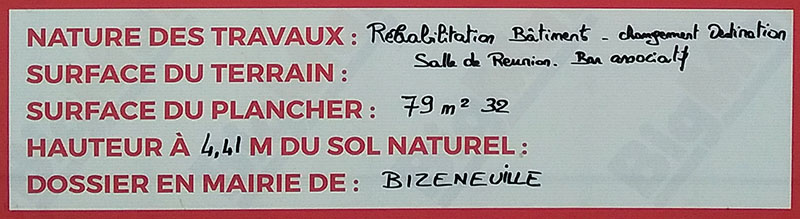 NATURE DES TRAVAUX : Réhabilitation Bâtiment - changement Destination
Salle de Reunion. Bar associatif
SURFACE DU TERRAIN :
SURFACE DU PLANCHER : 79 m² 32
HAUTEUR À 4,41 M DU SOL NATUREL :
DOSSIER EN MAIRIE DE : BIZENEUILLE